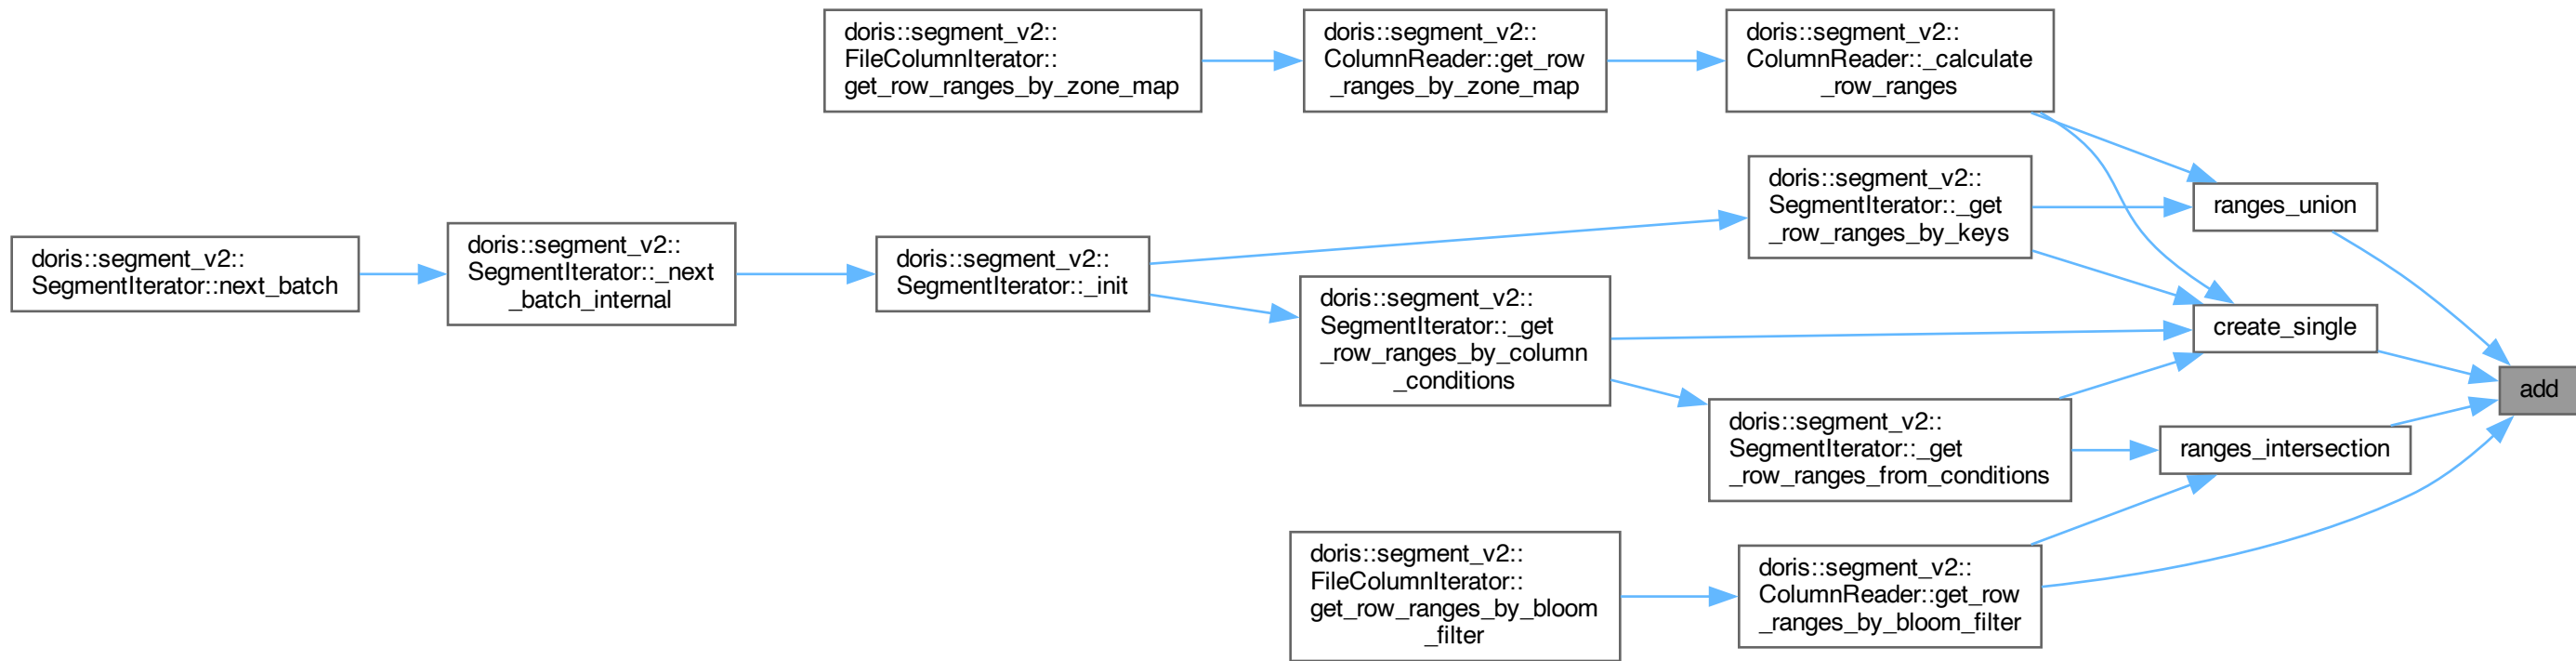 doris::segment_v2::
FileColumnIterator::
get_row_ranges_by_zone_map
doris::segment_v2::
ColumnReader::get_row
_ranges_by_zone_map
doris::segment_v2::
ColumnReader::_calculate
_row_ranges
doris::segment_v2::
SegmentIterator::_get
_row_ranges_by_keys
ranges_union
doris::segment_v2::
SegmentIterator::next_batch
doris::segment_v2::
SegmentIterator::_next
_batch_internal
doris::segment_v2::
SegmentIterator::_init
doris::segment_v2::
SegmentIterator::_get
_row_ranges_by_column
_conditions
create_single
add
doris::segment_v2::
SegmentIterator::_get
_row_ranges_from_conditions
ranges_intersection
doris::segment_v2::
FileColumnIterator::
get_row_ranges_by_bloom
_filter
doris::segment_v2::
ColumnReader::get_row
_ranges_by_bloom_filter